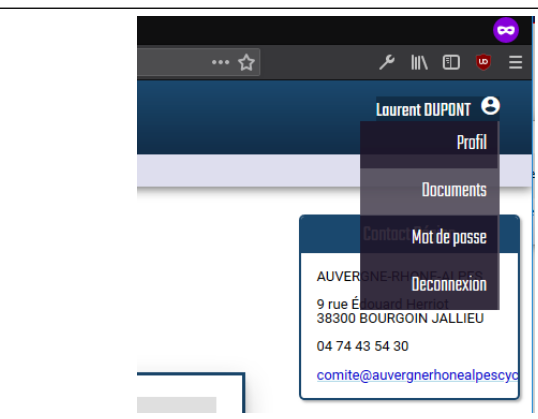 Laurent DUPONT
Profil
Documents
Mot de passe
Deconnexion
Contact
AUVERGNE-RHONE-ALPES
9 rue Édouard Herriot
38300 BOURGOIN JALLIEU
04 74 43 54 30
comite@auvergnerhonealpescyc